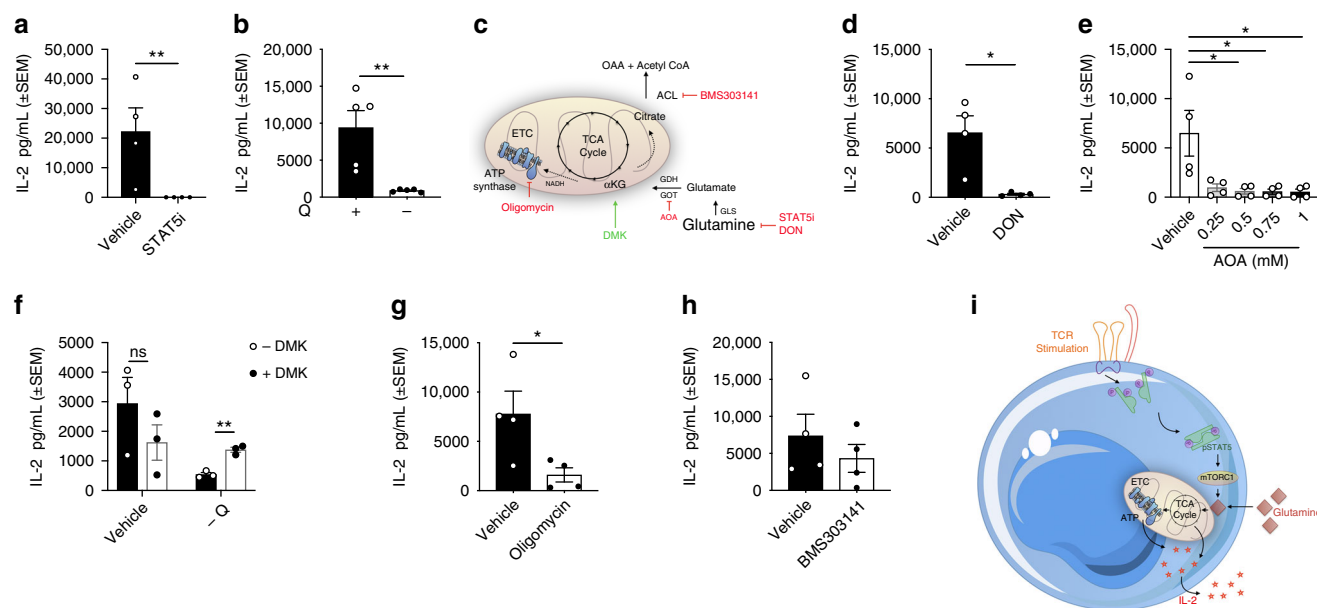 a
IL-2 pg/mL (±SEM)
50,000
40,000
30,000
20,000
10,000
0
**
Vehicle
STAT5i
b
IL-2 pg/mL (±SEM)
20,000
15,000
10,000
5000
0
**
Q + –
c
OAA + Acetyl CoA
ACL
BMS303141
Citrate
ETC
TCA
Cycle
ATP
synthase
NADH
αKG
GDH
GOT
Glutamate
Oligomycin
AOA
GLS
Glutamine
STAT5i
DON
DMK
d
IL-2 pg/mL (±SEM)
15,000
10,000
5000
0
*
Vehicle
DON
e
IL-2 pg/mL (±SEM)
15,000
10,000
5000
0
*
*
*
Vehicle
0.25
0.5
0.75
1
AOA (mM)
f
IL-2 pg/mL (±SEM)
5000
4000
3000
2000
1000
0
ns
**
– DMK
+ DMK
Vehicle
– Q
g
IL-2 pg/mL (±SEM)
15,000
10,000
5000
0
*
Vehicle
Oligomycin
h
IL-2 pg/mL (±SEM)
20,000
15,000
10,000
5000
0
Vehicle
BMS303141
i
TCR
Stimulation
P
P
P
P
P
P
pSTAT5
mTORC1
ETC
TCA
Cycle
ATP
Glutamine
IL-2